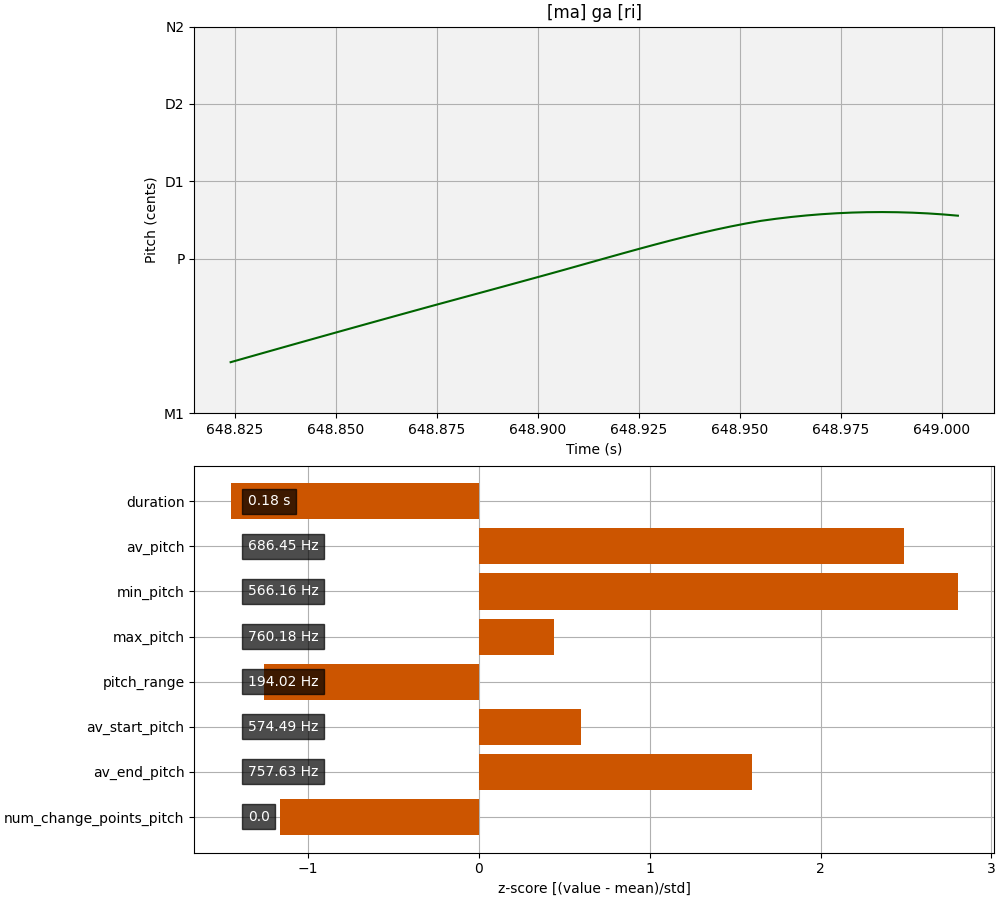 [ma] ga [ri]
N2
D2
D1
P
M1
Pitch (cents)
648.825 648.850 648.875 648.900 648.925 648.950 648.975 649.000
Time (s)
duration 0.18 s
av_pitch 686.45 Hz
min_pitch 566.16 Hz
max_pitch 760.18 Hz
pitch_range 194.02 Hz
av_start_pitch 574.49 Hz
av_end_pitch 757.63 Hz
num_change_points_pitch 0.0
−1 0 1 2 3
z-score [(value - mean)/std]